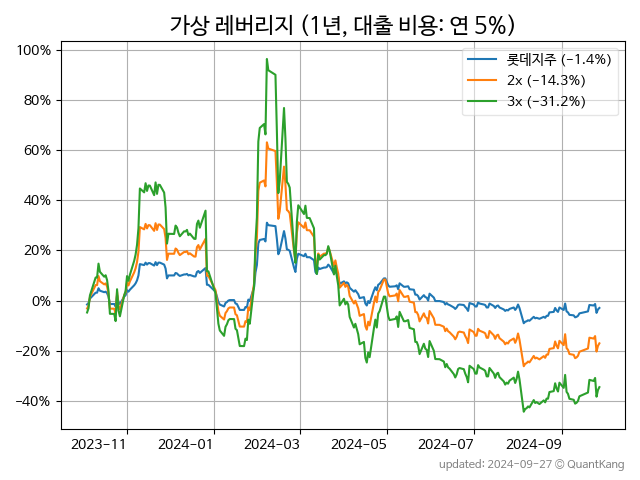 가상 레버리지 (1년, 대출 비용: 연 5%)
100%
80%
60%
40%
20%
0%
−20%
−40%
롯데지주 (−1.4%)
2x (−14.3%)
3x (−31.2%)
2023-11
2024-01
2024-03
2024-05
2024-07
2024-09
updated: 2024-09-27 © QuantKang